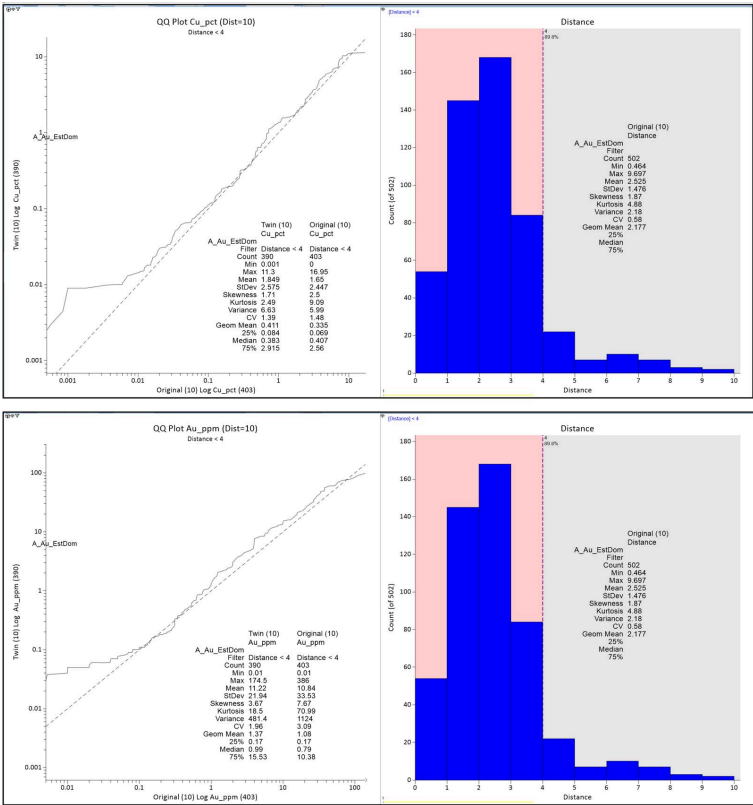 QQ Plot Cu_pct (Dist=10)
Distance < 4
10
1
0.1
0.01
0.001
A_Au_EstDom
Twin (10) Log Cu_pct (390)
Twin (10) Original (10)
Cu_pct Cu_pct
A_Au_EstDom
Filter Distance < 4 Distance < 4
Count 390 403
Min 0.001 0
Max 11.3 16.95
Mean 1.849 1.65
StDev 2.575 2.447
Skewness 1.71 2.5
Kurtosis 2.49 9.09
Variance 6.63 5.99
CV 1.39 1.48
Geom Mean 0.411 0.335
25% 0.084 0.069
Median 0.383 0.407
75% 2.915 2.56
0.001 0.01 0.1 1 10
Original (10) Log Cu_pct (403)
[Distance] < 4
Distance
4
89.8%
180
160
140
120
100
80
60
40
20
0
Count (of 502)
Original (10)
Distance
A_Au_EstDom
Filter
Count 502
Min 0.464
Max 9.697
Mean 2.525
StDev 1.476
Skewness 1.87
Kurtosis 4.88
Variance 2.18
CV 0.58
Geom Mean 2.177
25%
Median
75%
0 1 2 3 4 5 6 7 8 9 10
Distance
QQ Plot Au_ppm (Dist=10)
Distance < 4
100
10
1
0.1
0.01
0.001
A_Au_EstDom
Twin (10) Log Au_ppm (390)
Twin (10) Original (10)
Au_ppm Au_ppm
A_Au_EstDom
Filter Distance < 4 Distance < 4
Count 390 403
Min 0.01 0.01
Max 174.5 386
Mean 11.22 10.84
StDev 21.94 33.53
Skewness 3.67 7.67
Kurtosis 18.5 70.99
Variance 481.4 1124
CV 1.96 3.09
Geom Mean 1.37 1.08
25% 0.17 0.17
Median 0.99 0.79
75% 15.53 10.38
0.01 0.1 1 10 100
Original (10) Log Au_ppm (403)
[Distance] < 4
Distance
4
89.8%
180
160
140
120
100
80
60
40
20
0
Count (of 502)
Original (10)
Distance
A_Au_EstDom
Filter
Count 502
Min 0.464
Max 9.697
Mean 2.525
StDev 1.476
Skewness 1.87
Kurtosis 4.88
Variance 2.18
CV 0.58
Geom Mean 2.177
25%
Median
75%
0 1 2 3 4 5 6 7 8 9 10
Distance